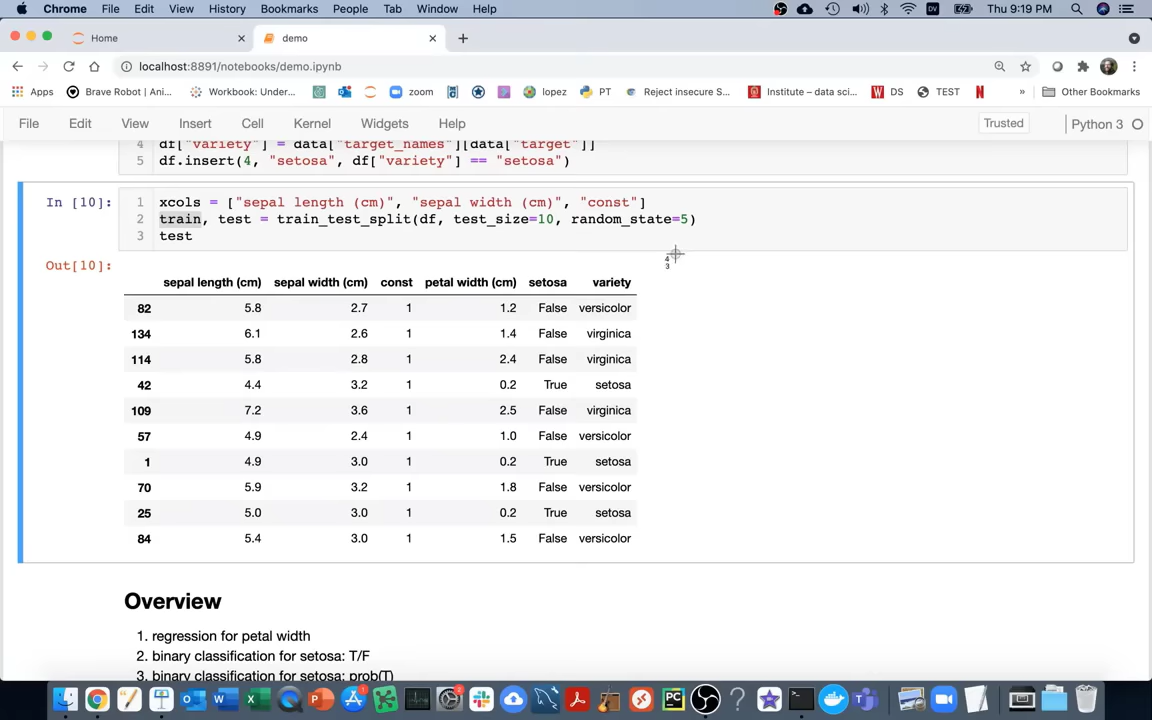 Chrome File Edit View History Bookmarks People Tab Window Help DV Thu 9:19 PM
Home demo
localhost:8891/notebooks/demo.ipynb
Apps Brave Robot | Ani... Workbook: Under... zoom lopez PT Reject insecure S... Institute – data sci... DS TEST » Other Bookmarks
File Edit View Insert Cell Kernel Widgets Help Trusted Python 3
4 df["variety"] = data["target_names"][data["target"]]
5 df.insert(4, "setosa", df["variety"] == "setosa")
In [10]: 1 xcols = ["sepal length (cm)", "sepal width (cm)", "const"]
2 train, test = train_test_split(df, test_size=10, random_state=5)
3 test
Out[10]:
sepal length (cm) sepal width (cm) const petal width (cm) setosa variety
82 5.8 2.7 1 1.2 False versicolor
134 6.1 2.6 1 1.4 False virginica
114 5.8 2.8 1 2.4 False virginica
42 4.4 3.2 1 0.2 True setosa
109 7.2 3.6 1 2.5 False virginica
57 4.9 2.4 1 1.0 False versicolor
1 4.9 3.0 1 0.2 True setosa
70 5.9 3.2 1 1.8 False versicolor
25 5.0 3.0 1 0.2 True setosa
84 5.4 3.0 1 1.5 False versicolor
Overview
1. regression for petal width
2. binary classification for setosa: T/F
3. binary classification for setosa: prob(T)